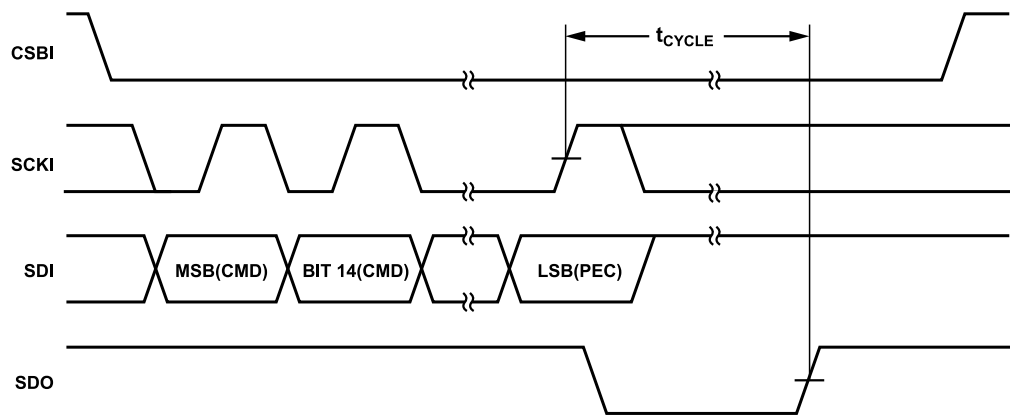 CSBI
tCYCLE
SCKI
SDI
MSB(CMD)
BIT 14(CMD)
LSB(PEC)
SDO